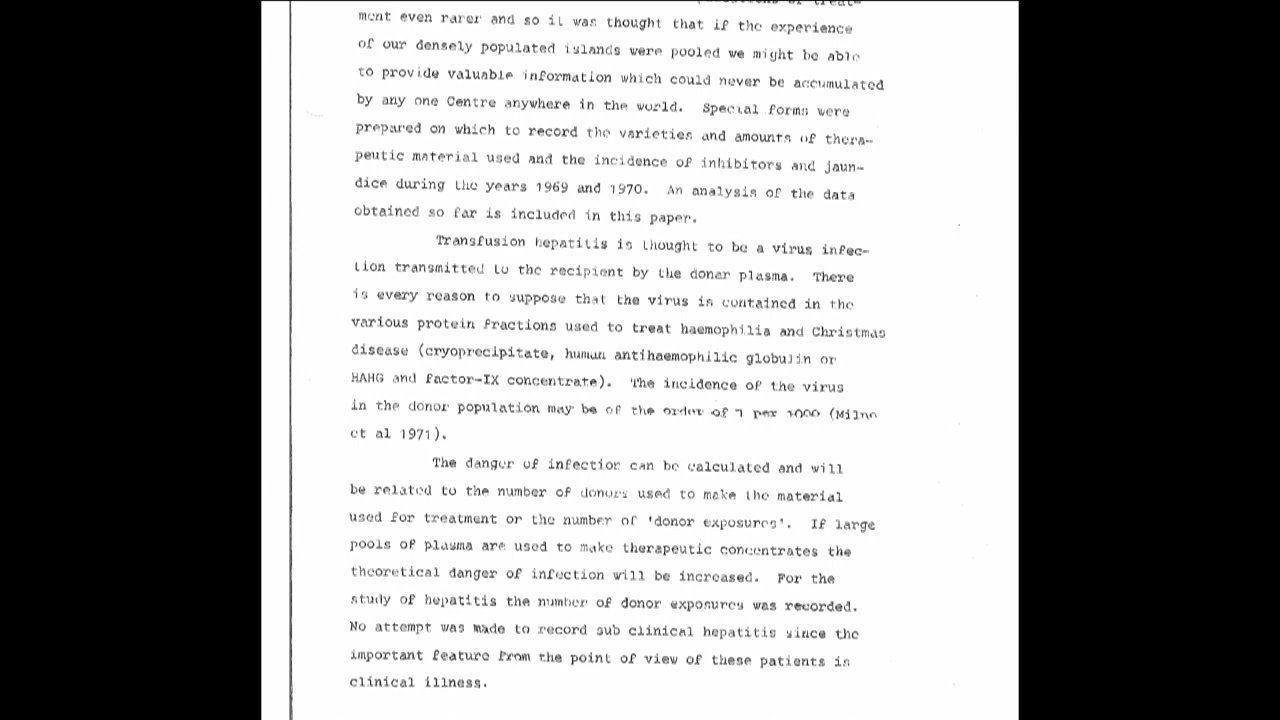 ment even rarer and so it was thought that if the experience
of our densely populated islands were pooled we might be able
to provide valuable information which could never be accumulated
by any one Centre anywhere in the world. Special forms were
prepared on which to record the varieties and amounts of thera-
peutic material used and the incidence of inhibitors and jaun-
dice during the years 1969 and 1970. An analysis of the data
obtained so far is included in this paper.
Transfusion hepatitis is thought to be a virus infec-
tion transmitted to the recipient by the donar plasma. There
is every reason to suppose that the virus is contained in the
various protein fractions used to treat haemophilia and Christmas
disease (cryoprecipitate, human antihaemophilic globulin or
HAHG and factor-IX concentrate). The incidence of the virus
in the donor population may be of the order of 1 per 1000 (Milne
et al 1971).
The danger of infection can be calculated and will
be related to the number of donors used to make the material
used for treatment or the number of 'donor exposures'. If large
pools of plasma are used to make therapeutic concentrates the
theoretical danger of infection will be increased. For the
study of hepatitis the number of donor exposures was recorded.
No attempt was made to record sub clinical hepatitis since the
important feature from the point of view of these patients is
clinical illness.